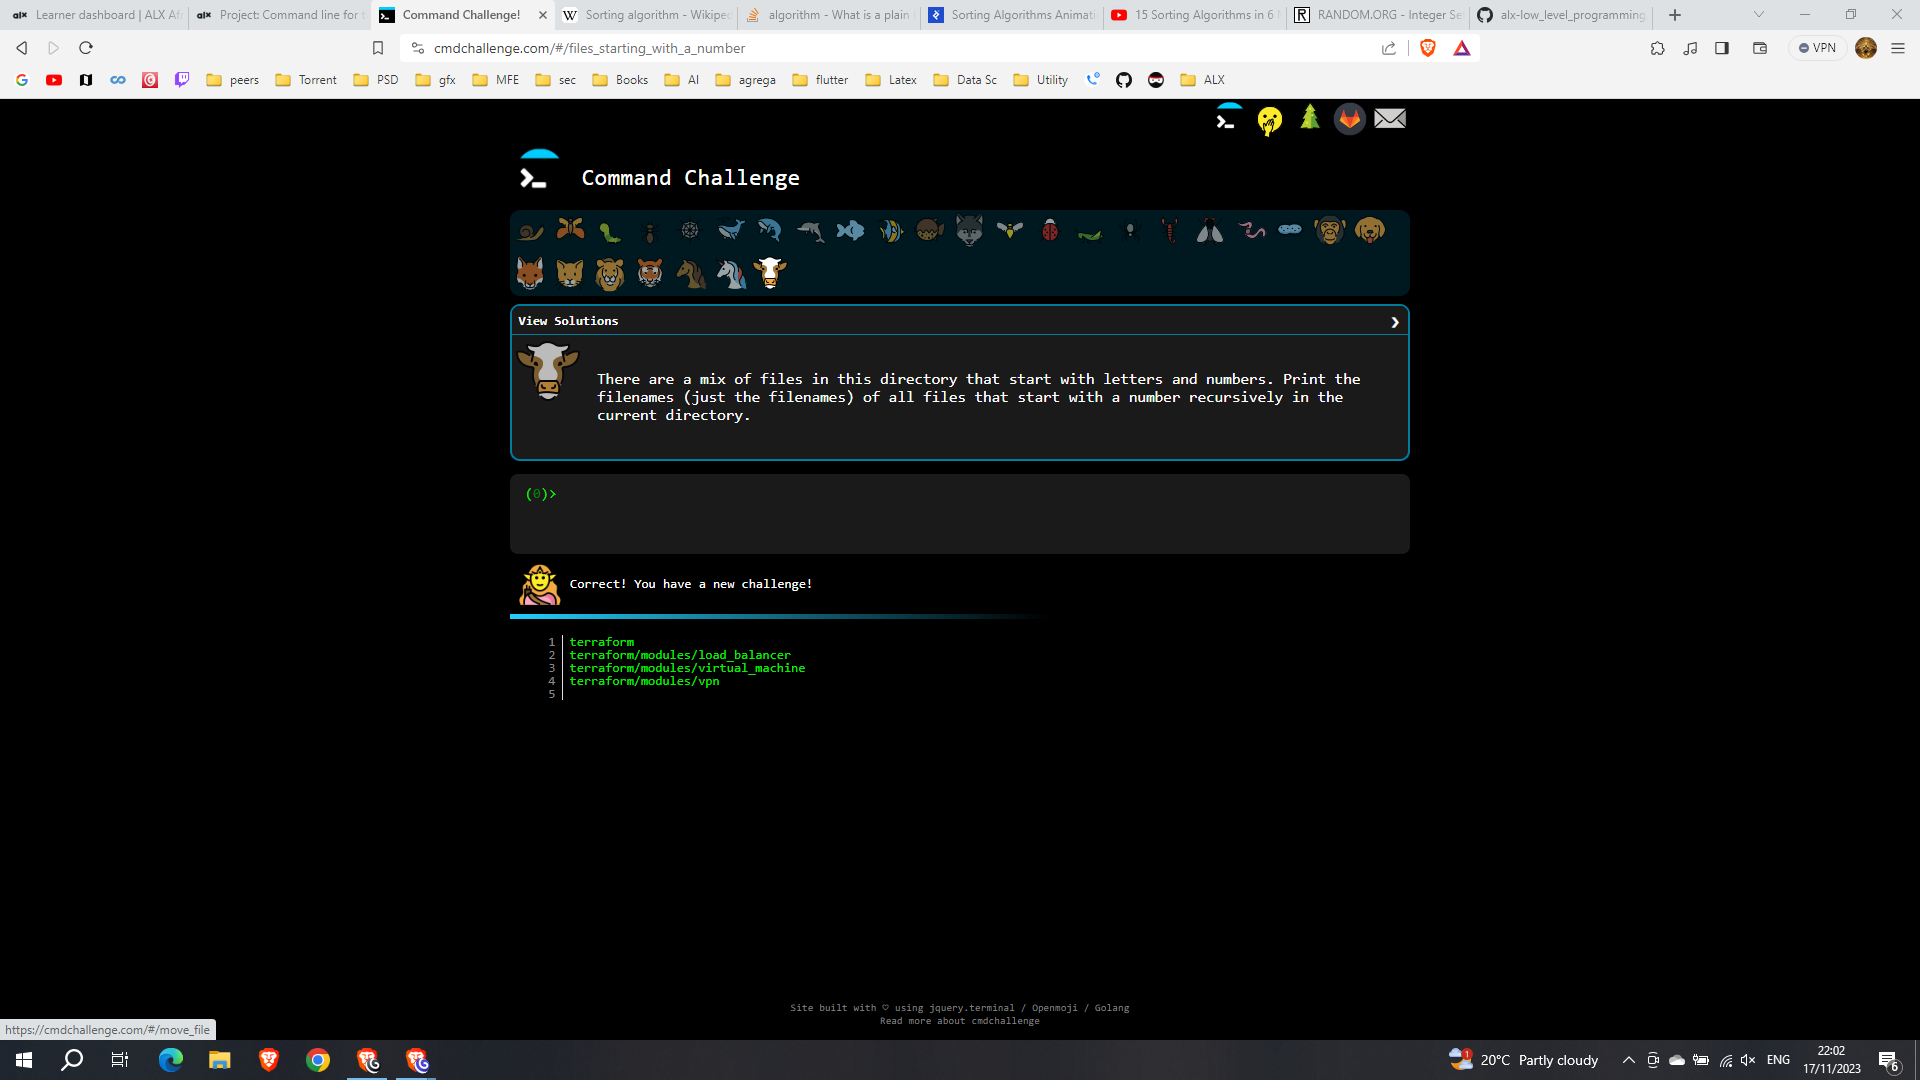 Learner dashboard | ALX Af
Project: Command line for t
Command Challenge!
Sorting algorithm - Wikiped
algorithm - What is a plain
Sorting Algorithms Animati
15 Sorting Algorithms in 6 M
RANDOM.ORG - Integer Set
alx-low_level_programming
cmdchallenge.com/#/files_starting_with_a_number
VPN
peers
Torrent
PSD
gfx
MFE
sec
Books
AI
agrega
flutter
Latex
Data Sc
Utility
ALX
Command Challenge
View Solutions
There are a mix of files in this directory that start with letters and numbers. Print the
filenames (just the filenames) of all files that start with a number recursively in the
current directory.
(0)>
Correct! You have a new challenge!
1 terraform
2 terraform/modules/load_balancer
3 terraform/modules/virtual_machine
4 terraform/modules/vpn
5
Site built with ♡ using jquery.terminal / Openmoji / Golang
Read more about cmdchallenge
https://cmdchallenge.com/#/move_file
1
20°C Partly cloudy
ENG
22:02
17/11/2023
6